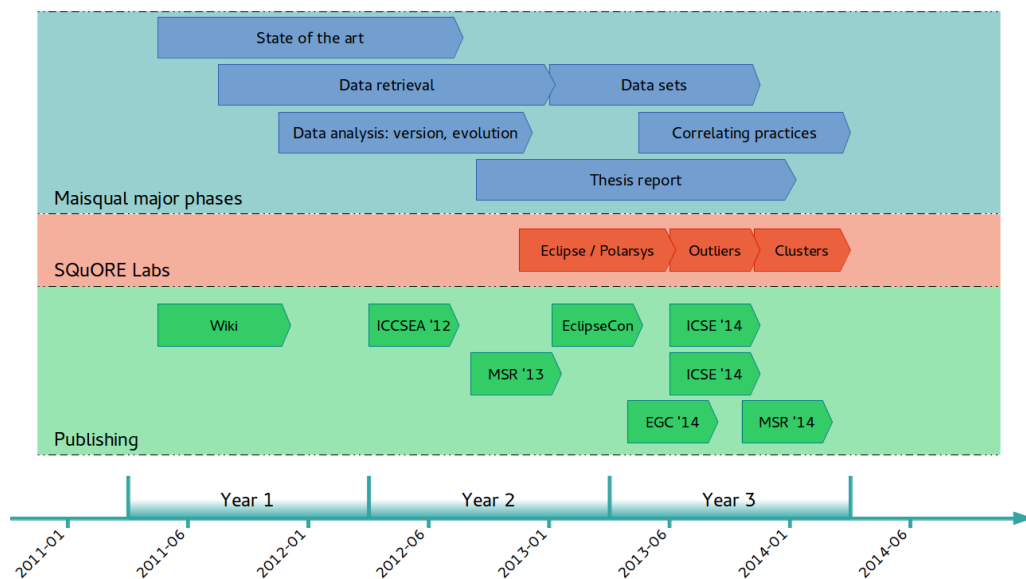 State of the art
Data retrieval
Data sets
Data analysis: version, evolution
Correlating practices
Thesis report
Maisqual major phases
Eclipse / Polarsys
Outliers
Clusters
SQuORE Labs
Wiki
ICCSEA '12
EclipseCon
ICSE '14
MSR '13
ICSE '14
EGC '14
MSR '14
Publishing
Year 1
Year 2
Year 3
2011-01
2011-06
2012-01
2012-06
2013-01
2013-06
2014-01
2014-06